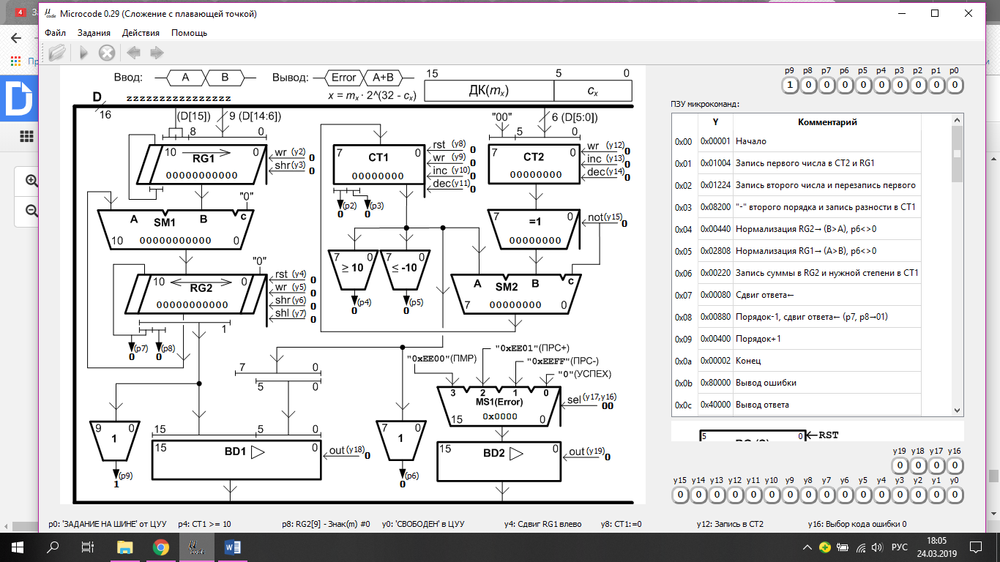 4
За
Microcode 0.29 (Сложение с плавающей точкой)
Файл Задания Действия Помощь
Пр
Ввод: A B Вывод: Error A+B
x = mx · 2^(32 - cx)
15 5 0
ДК(mx) cx
D zzzzzzzzzzzzzzzz
16
(D[15]) 9 (D[14:6])
8 0
10 RG1 0
00000000000
wr (y2) 0
shr(y3) 0
"0"
A B c
SM1
10 00000000000 0
"0"
10 0
RG2
00000000000
rst (y4) 0
wr (y5) 0
shr (y6) 0
shl (y7) 0
1
(p7) (p8)
0 0
7 0
CT1
00000000
rst (y8) 0
wr (y9) 0
inc (y10) 0
dec(y11) 0
(p2) (p3)
0 0
"00" 6 (D[5:0])
5 0
7 0
CT2
00000000
wr (y12) 0
inc (y13) 0
dec(y14) 0
7 0
=1
00000000
not(y15) 0
7 0
≥ 10
(p4)
0
7 0
≤ -10
(p5)
0
A B c
SM2
7 00000000 0
7 0
5 0
"0xEE00"(ПМР)
"0xEE01"(ПРС+)
"0xEEFF"(ПРС-)
"0"(УСПЕХ)
3 2 1 0
MS1(Error)
15 0x0000 0
sel(y17,y16) 00
9 0
1
(p9)
1
15 5 0
15 BD1 0
out(y18) 0
7 0
1
(p6)
0
15 BD2 0
out(y19) 0
p9 p8 p7 p6 p5 p4 p3 p2 p1 p0
1 0 0 0 0 0 0 0 0 0
ПЗУ микрокоманд:
Y Комментарий
0x00 0x00001 Начало
0x01 0x01004 Запись первого числа в CT2 и RG1
0x02 0x01224 Запись второго числа и перезапись первого
0x03 0x08200 "-" второго порядка и запись разности в CT1
0x04 0x00440 Нормализация RG2→ (B>A), p6<>0
0x05 0x02808 Нормализация RG1→ (A>B), p6<>0
0x06 0x00220 Запись суммы в RG2 и нужной степени в CT1
0x07 0x00080 Сдвиг ответа←
0x08 0x00880 Порядок-1, сдвиг ответа← (p7, p8→01)
0x09 0x00400 Порядок+1
0x0a 0x00002 Конец
0x0b 0x80000 Вывод ошибки
0x0c 0x40000 Вывод ответа
5 0
RST
y19 y18 y17 y16
0 0 0 0
y15 y14 y13 y12 y11 y10 y9 y8 y7 y6 y5 y4 y3 y2 y1 y0
0 0 0 0 0 0 0 0 0 0 0 0 0 0 0 0
p0: 'ЗАДАНИЕ НА ШИНЕ' от ЦУУ p4: CT1 >= 10 p8: RG2[9] - Знак(m) #0 y0: 'СВОБОДЕН' в ЦУУ y4: Сдвиг RG1 влево y8: CT1:=0 y12: Запись в CT2 y16: Выбор кода ошибки 0
µ
code
W
РУС
18:05
24.03.2019